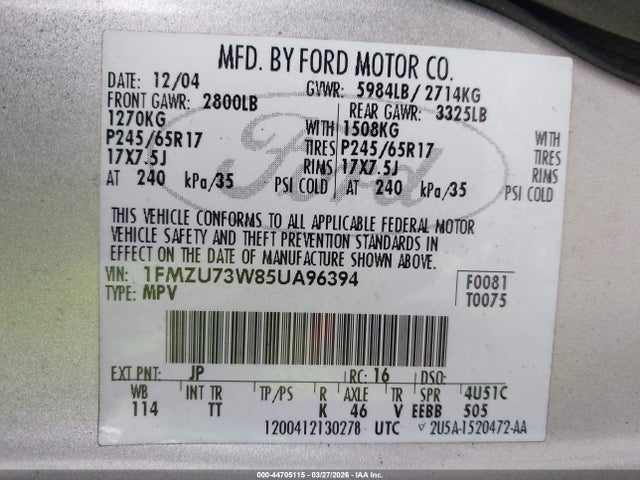 MFD. BY FORD MOTOR CO.
DATE: 12/04 GVWR: 5984LB/ 2714KG
FRONT GAWR: 2800LB REAR GAWR: 3325LB
1270KG WITH 1508KG WITH
P245/65R17 TIRES P245/65R17 TIRES
17X7.5J RIMS 17X7.5J RIMS
AT 240 kPa/35 PSI COLD AT 240 kPa/35 PSI COLD
Ford
THIS VEHICLE CONFORMS TO ALL APPLICABLE FEDERAL MOTOR
VEHICLE SAFETY AND THEFT PREVENTION STANDARDS IN
EFFECT ON THE DATE OF MANUFACTURE SHOWN ABOVE.
VIN: 1FMZU73W85UA96394 F0081
TYPE: MPV T0075
EXT PNT: JP RC: 16 DSO:
WB INT TR TP/PS R AXLE TR SPR 4U51C
114 TT K 46 V EEBB 505
1200412130278 UTC 2U5A-1520472-AA
000-44705115 | 03/27/2026 - IAA Inc.